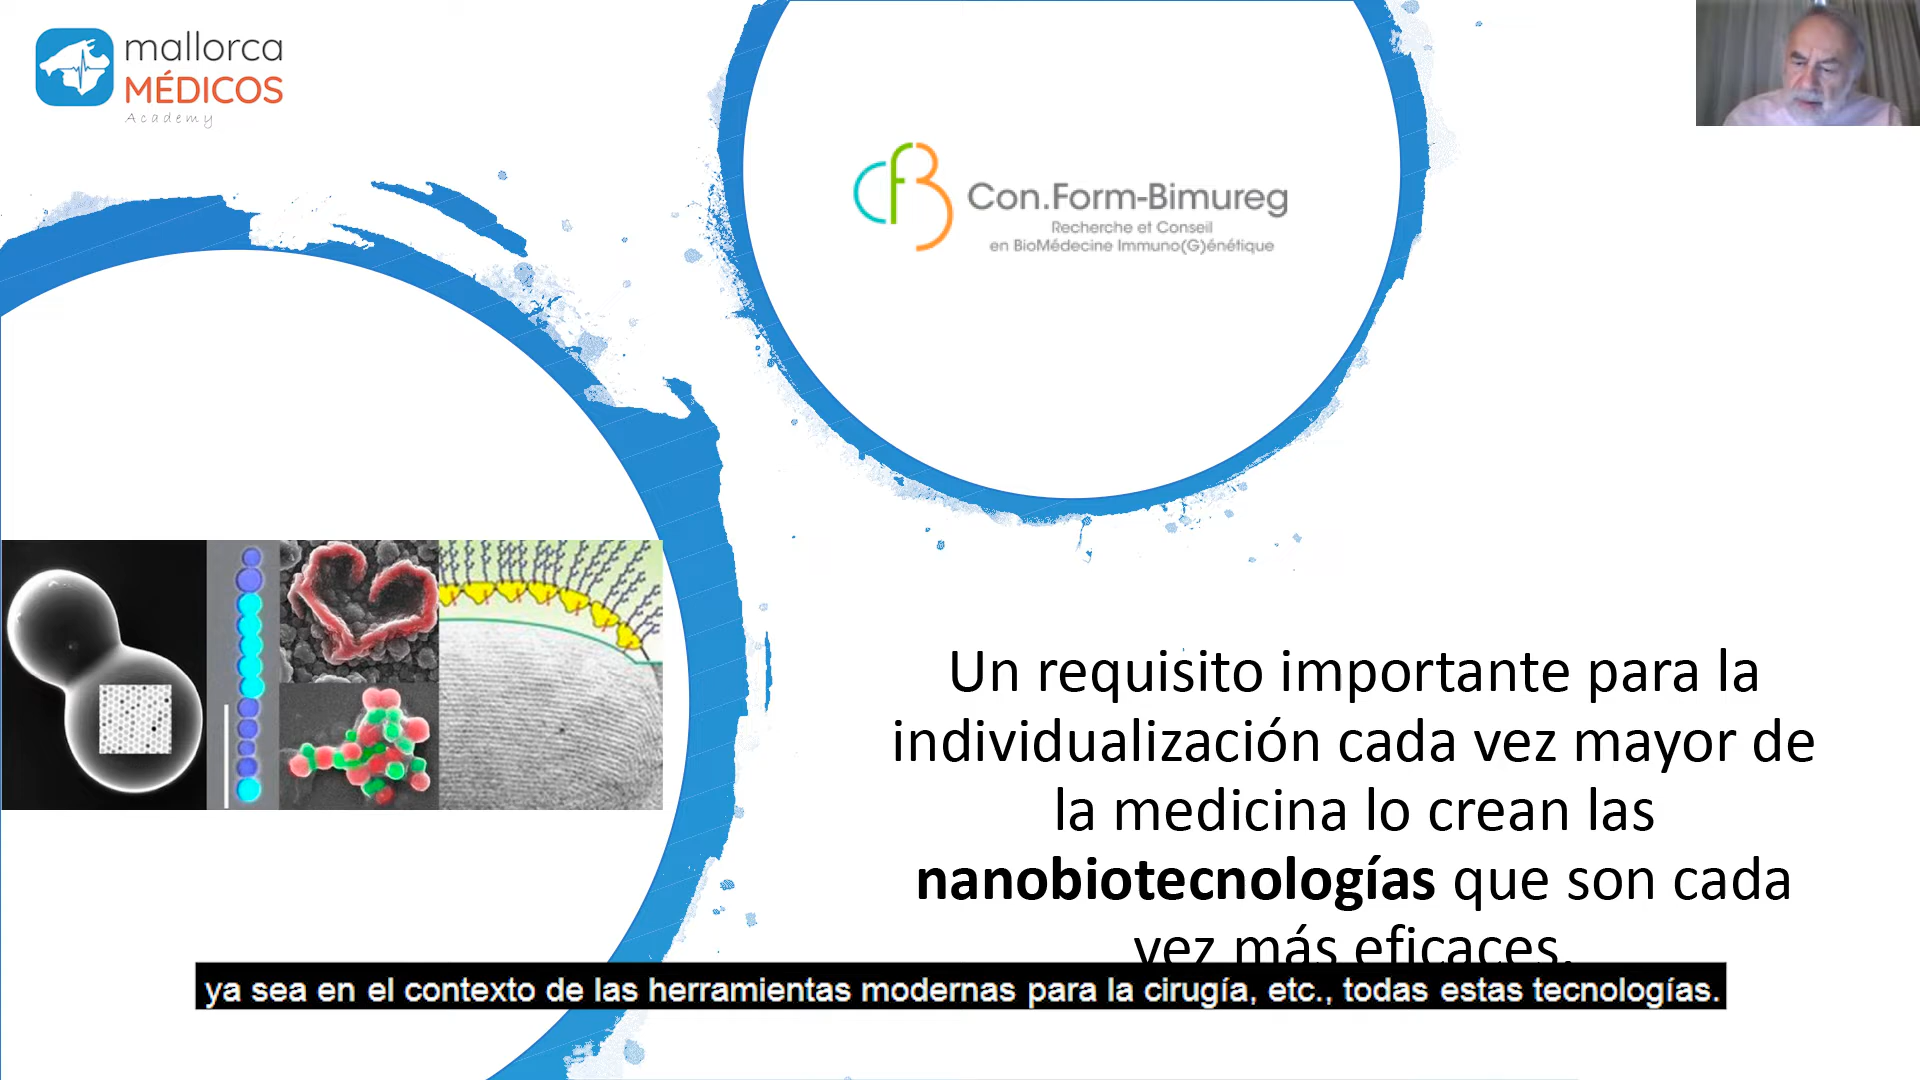 mallorca
MÉDICOS
Academy
Con.Form-Bimureg
Recherche et Conseil
en BioMédecine Immuno(G)énétique
Un requisito importante para la
individualización cada vez mayor de
la medicina lo crean las
nanobiotecnologías que son cada
vez más eficaces.
ya sea en el contexto de las herramientas modernas para la cirugía, etc., todas estas tecnologías.